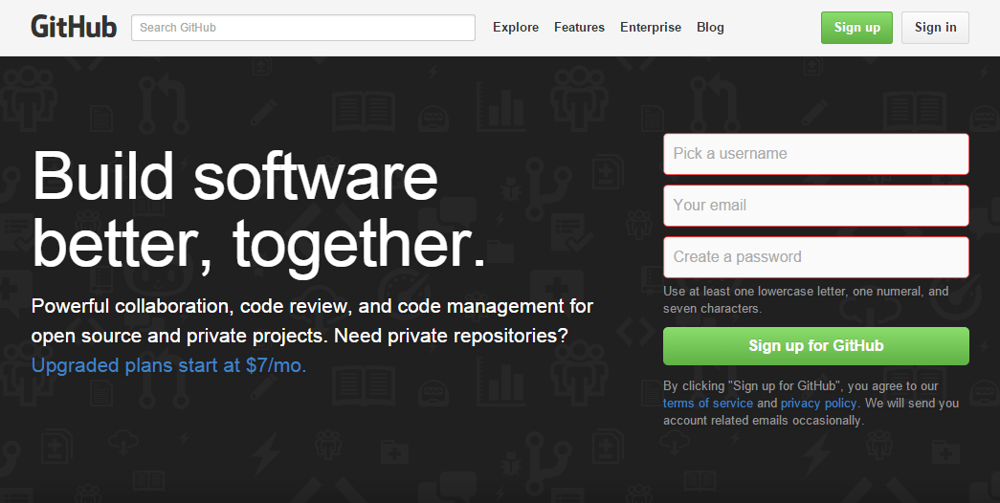 GitHub
Search GitHub
Explore
Features
Enterprise
Blog
Sign up
Sign in
Build software
better, together.
Powerful collaboration, code review, and code management for
open source and private projects. Need private repositories?
Upgraded plans start at $7/mo.
Pick a username
Your email
Create a password
Use at least one lowercase letter, one numeral, and
seven characters.
Sign up for GitHub
By clicking "Sign up for GitHub", you agree to our
terms of service and privacy policy. We will send you
account related emails occasionally.